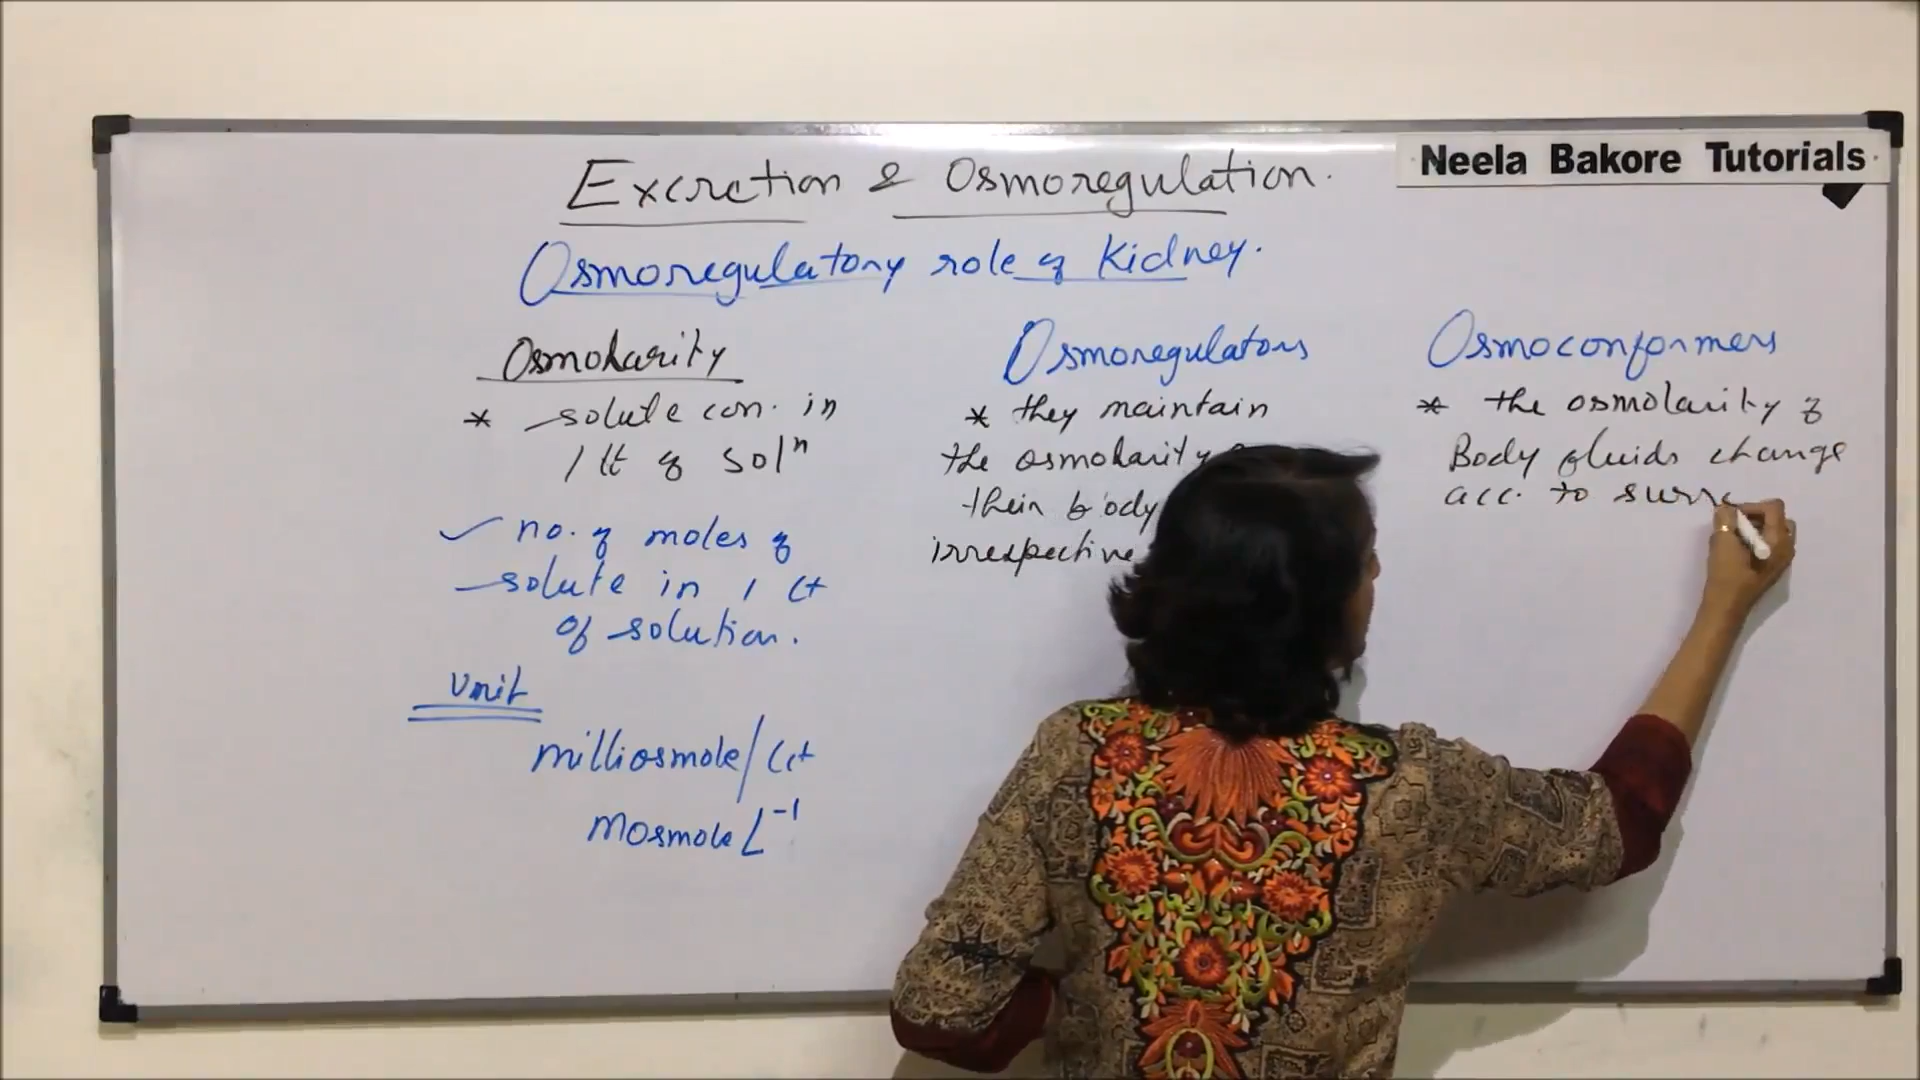 Neela Bakore Tutorials
Excretion & Osmoregulation.
Osmoregulatory role of Kidney.
Osmolarity
* solute con. in
1 lt of solⁿ
✓ no. of moles of
solute in 1 lt
of solution.
Unit
milliosmole/Lit
mosmole L⁻¹
Osmoregulators
* they maintain
the osmolarity
their body
irrespective
Osmoconformers
* the osmolarity of
Body fluids change
acc. to surr